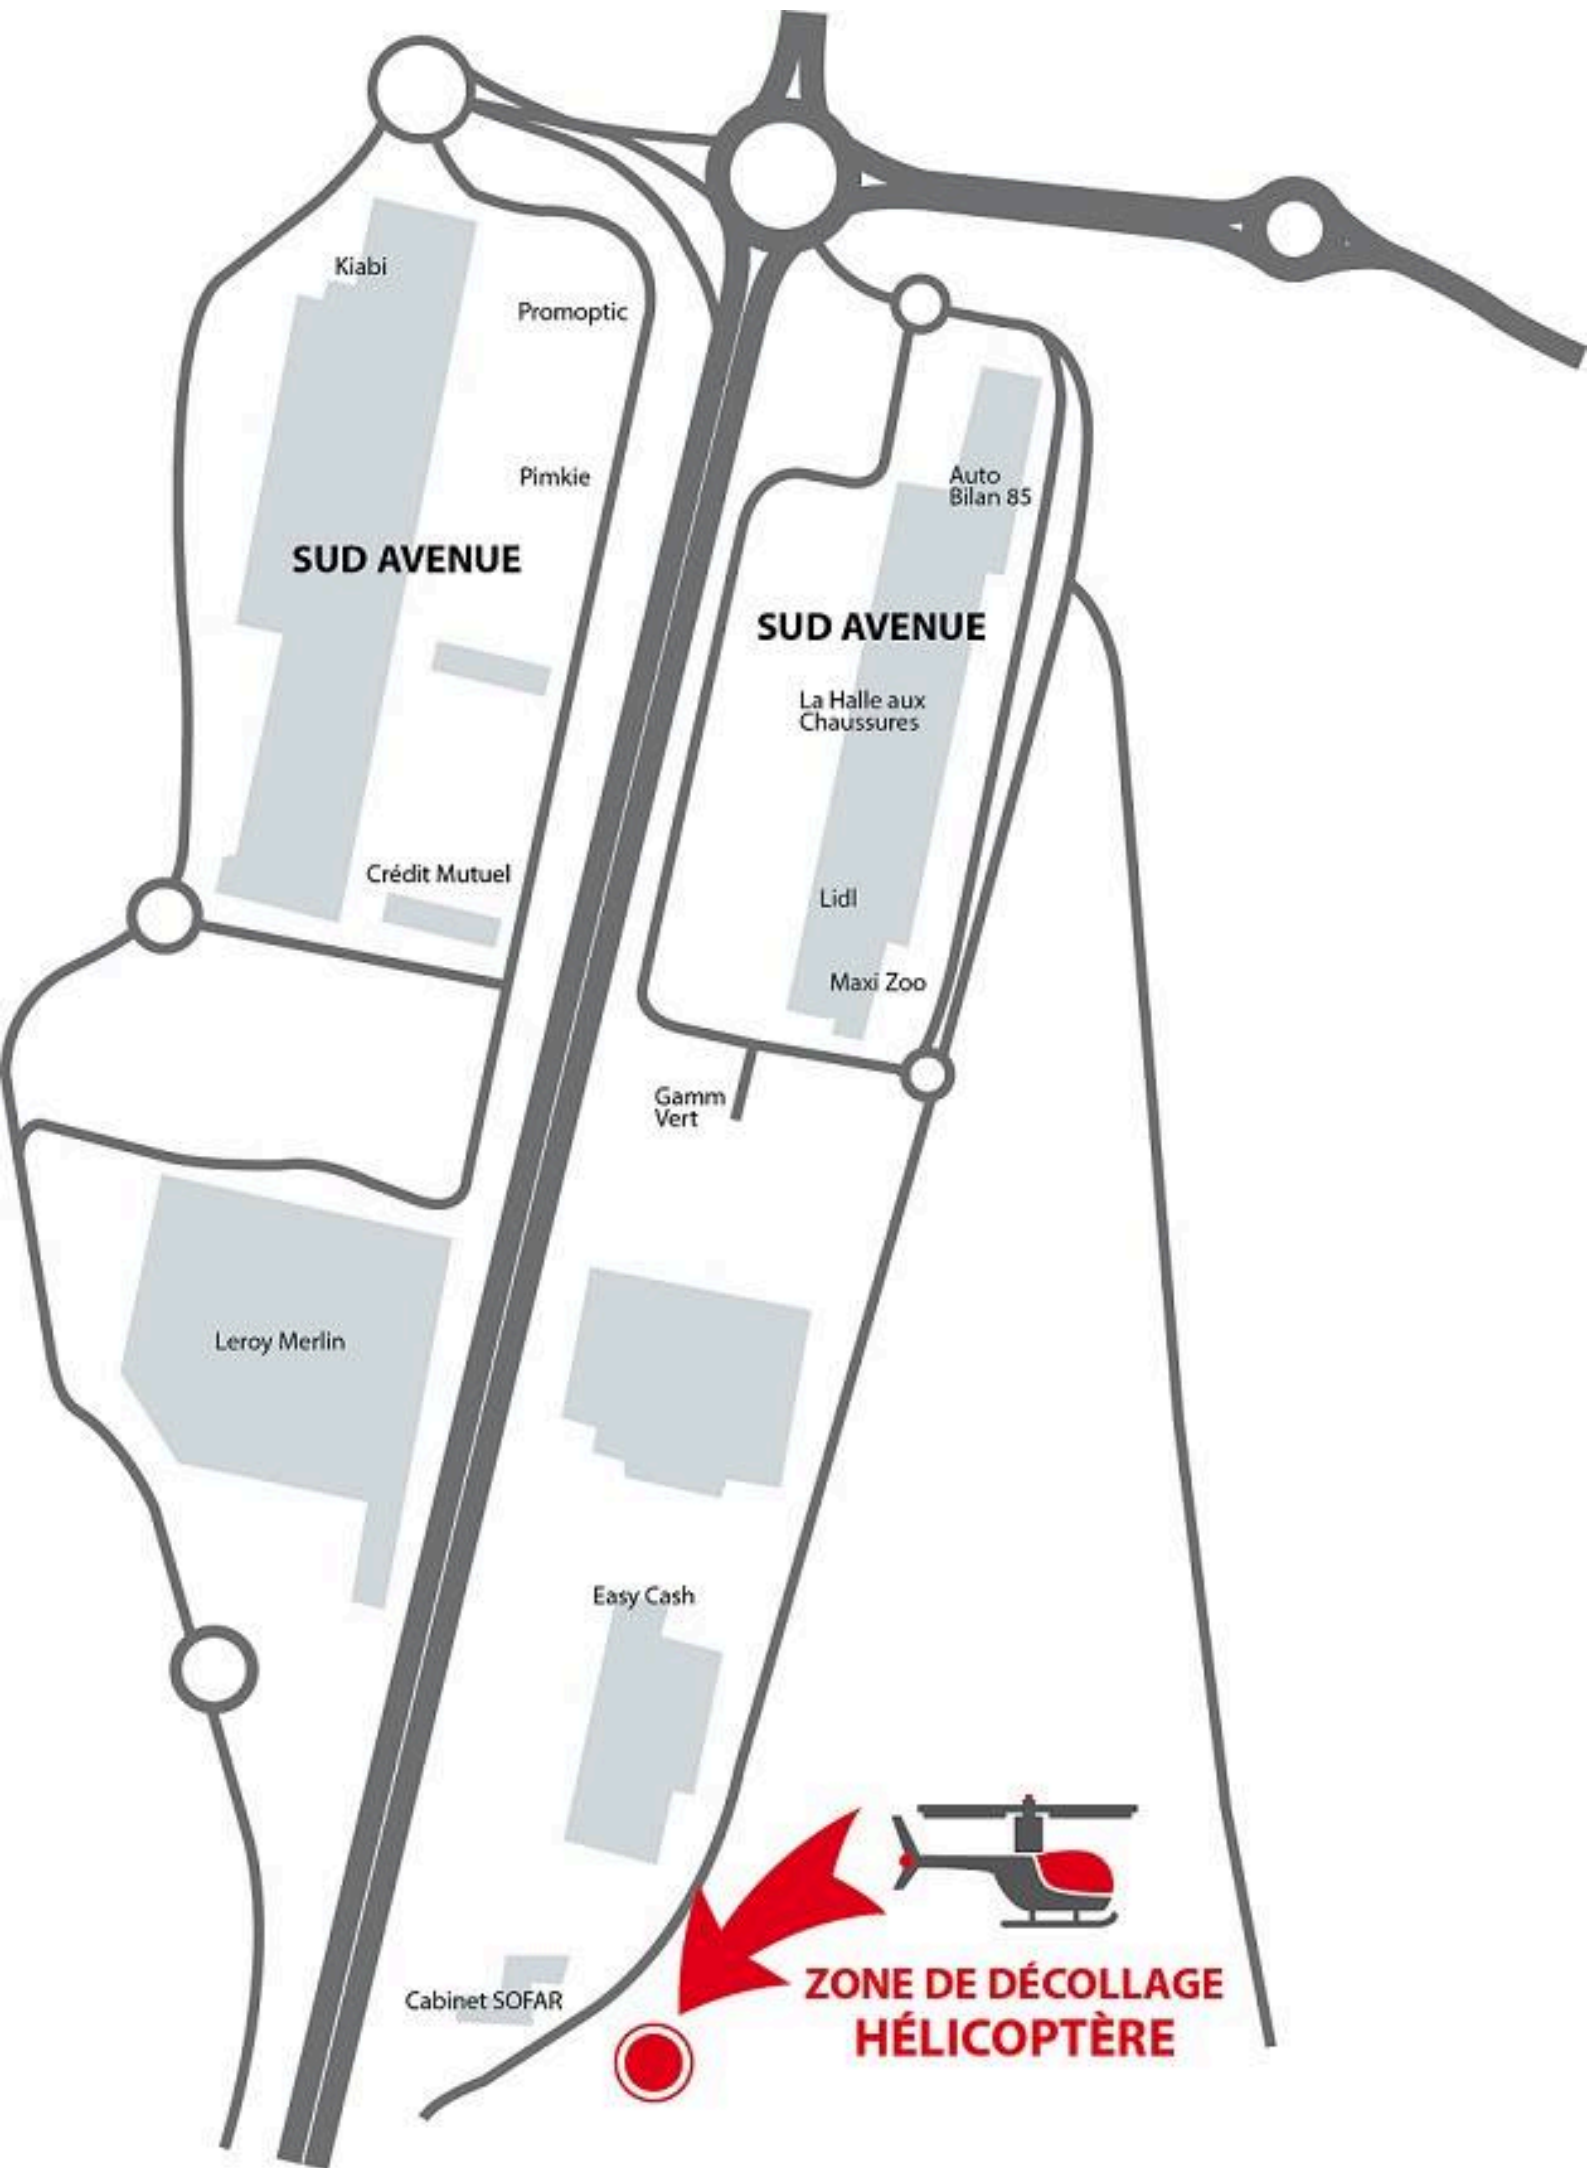 Kiabi
Promoptic
Pimkie
Auto
Bilan 85
SUD AVENUE
SUD AVENUE
La Halle aux
Chaussures
Crédit Mutuel
Lidl
Maxi Zoo
Gamm
Vert
Leroy Merlin
Easy Cash
ZONE DE DÉCOLLAGE
HÉLICOPTÈRE
Cabinet SOFAR